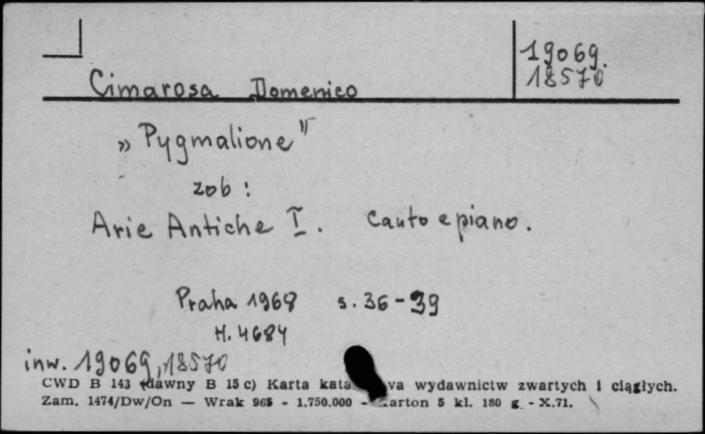 19069.
18570
Cimarosa Domenico
„Pygmalione"
zob:
Arie Antiche I. Canto e piano.
Praha 1968 s. 36-39
H. 4684
inw. 19069, 18570
CWD B 143 (dawny B 15 c) Karta kata va wydawnictw zwartych i ciągłych.
Zam. 1474/Dw/On — Wrak 965 - 1.750.000 - Karton 5 kl. 180 g. - X.71.